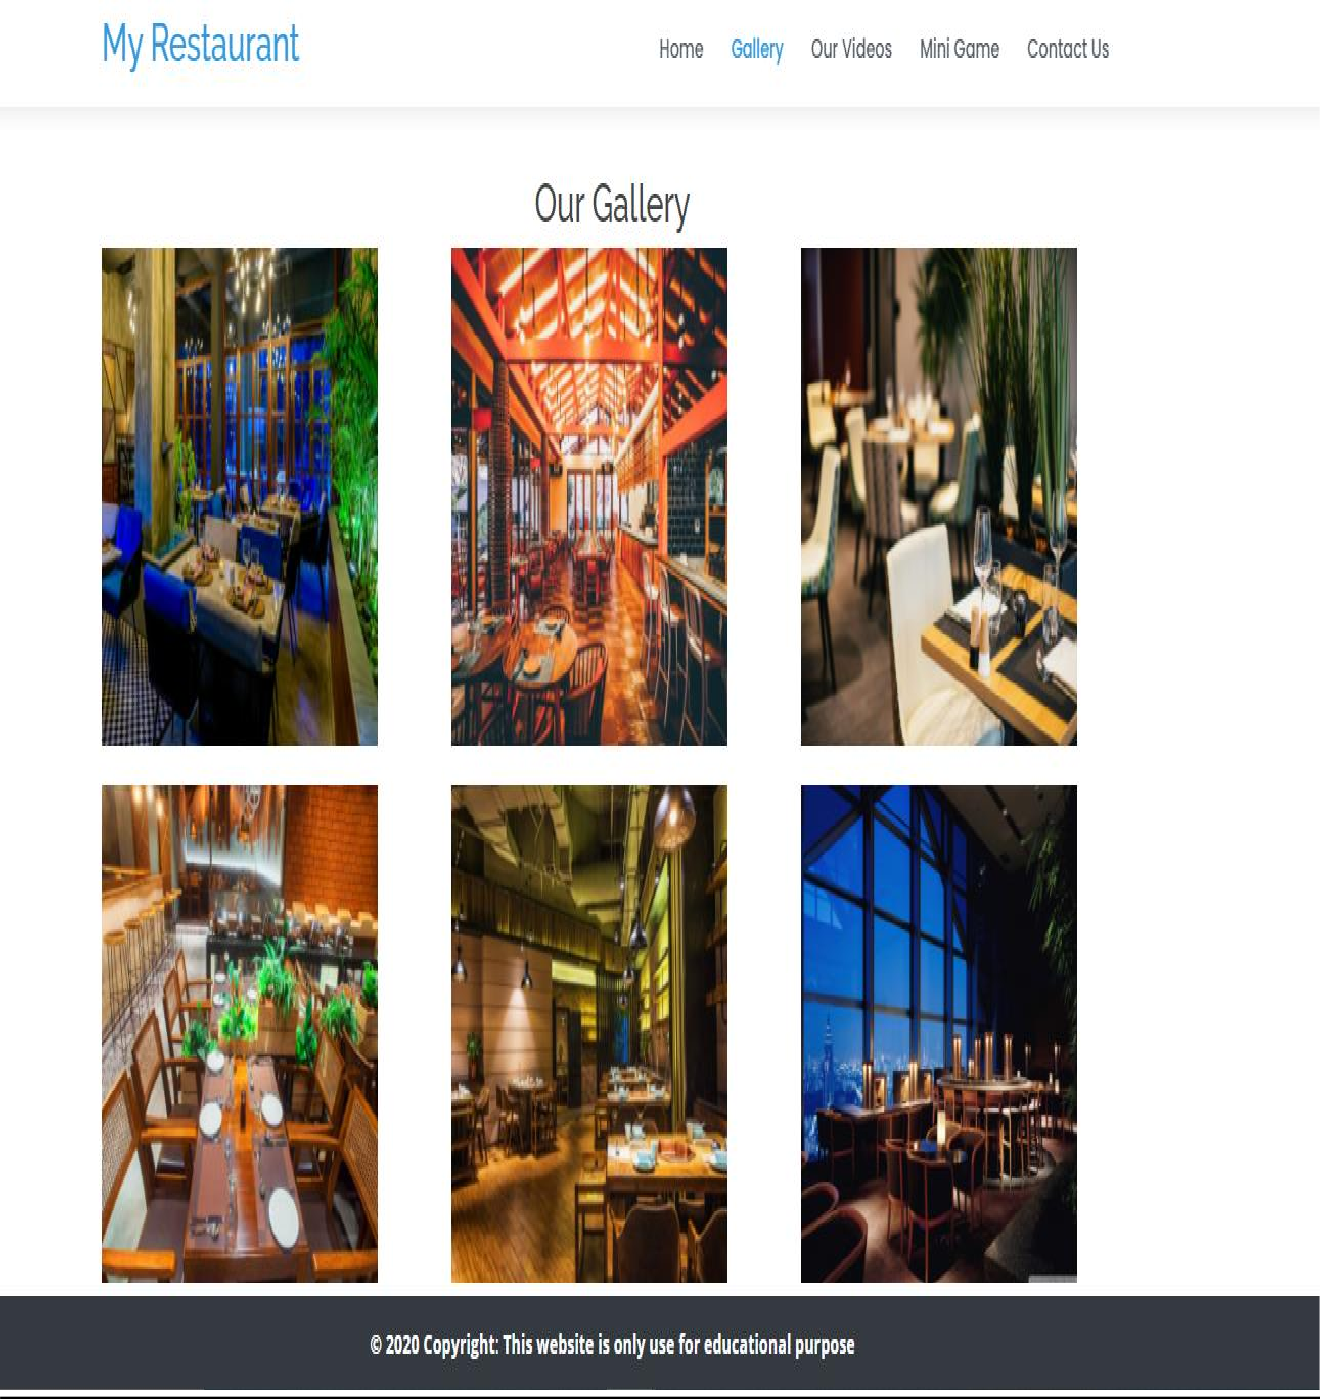 My Restaurant
Home Gallery Our Videos Mini Game Contact Us
Our Gallery
© 2020 Copyright: This website is only use for educational purpose